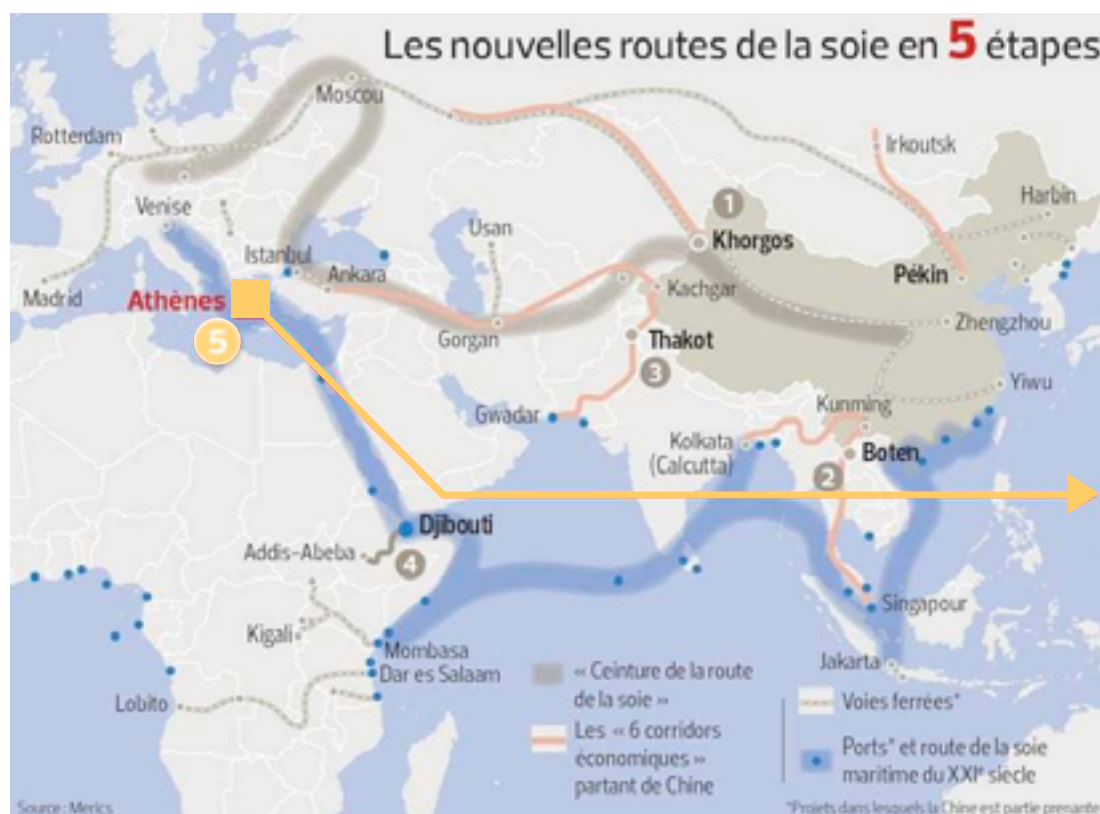 Les nouvelles routes de la soie en 5 étapes
Moscou
Rotterdam
Irkoutsk
Harbin
Venise
1
Usan
Khorgos
Istanbul
Ankara
Pékin
Kachgar
Madrid
Athènes
Zhengzhou
5
Gorgan
Thakot
3
Yiwu
Kunming
Gwadar
Kolkata
(Calcutta)
Boten
2
Djibouti
Addis-Abeba
4
Singapour
Kigali
Mombasa
Dar es Salaam
Jakarta
Lobito
« Ceinture de la route
de la soie »
Les « 6 corridors
économiques »
partant de Chine
Voies ferrées*
Ports* et route de la soie
maritime du XXIe siècle
Source : Merics
*Projets dans lesquels la Chine est partie prenante